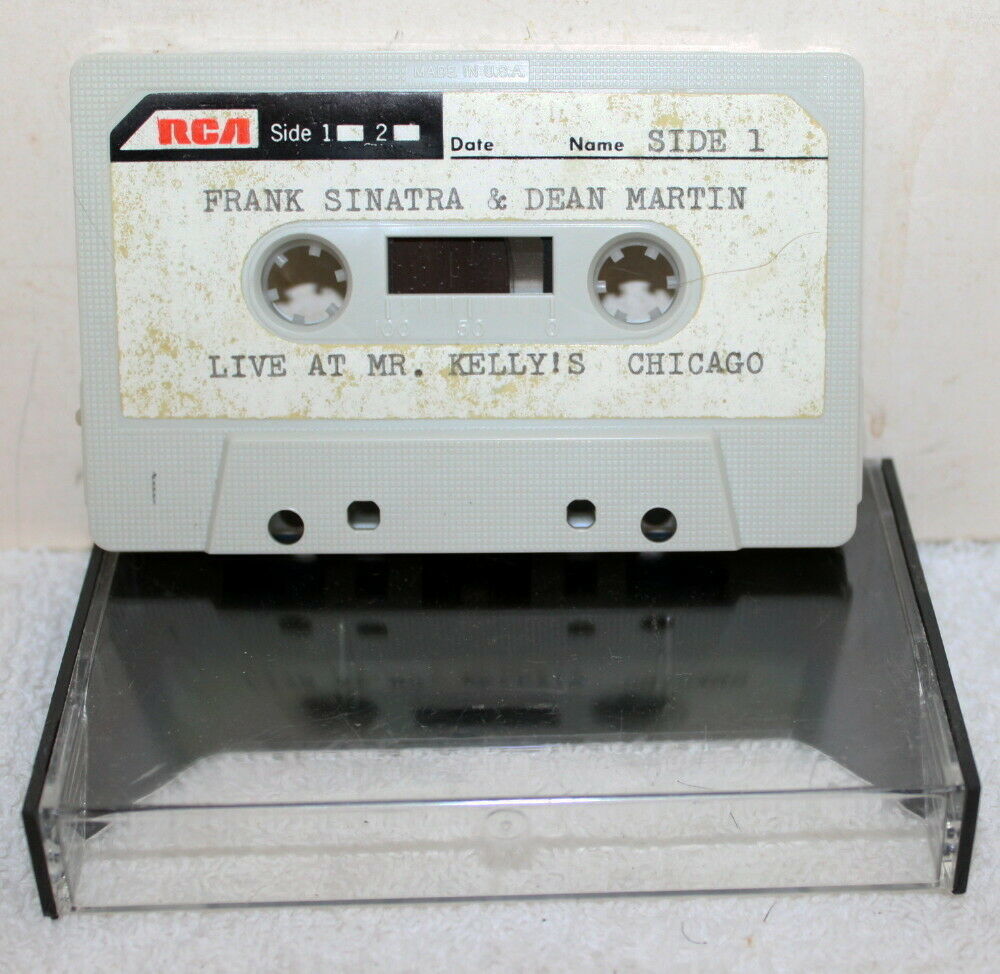 MADE IN U.S.A.
RCA Side 1 2 Date Name SIDE 1
FRANK SINATRA & DEAN MARTIN
100 50 0
LIVE AT MR. KELLY!S CHICAGO